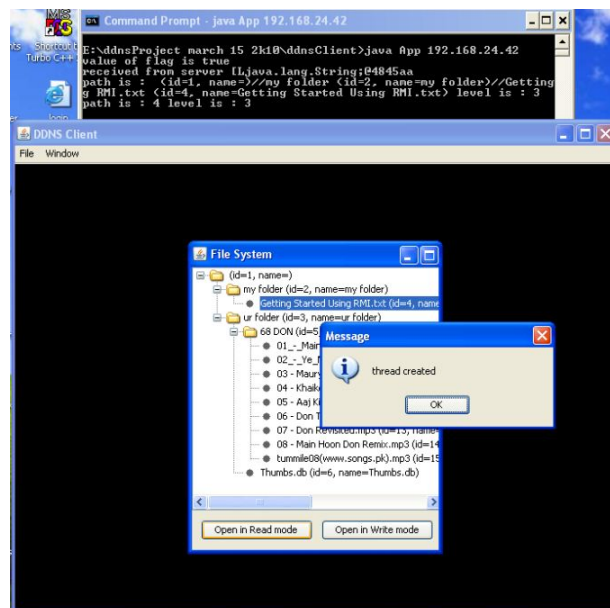 Command Prompt - java App 192.168.24.42
Turbo C++
E:\ddnsProject march 15 2k10\ddnsClient>java App 192.168.24.42
value of flag is true
received from server [Ljava.lang.String;@4845aa
path is : (id=1, name=)//my folder (id=2, name=my folder)//Getting
g RMI.txt (id=4, name=Getting Started Using RMI.txt) level is : 3
path is : 4 level is : 3
DDNS Client
File Window
File System
(id=1, name=)
my folder (id=2, name=my folder)
Getting Started Using RMI.txt (id=4, name
ur folder (id=3, name=ur folder)
68 DON (id=5
Message
01_-_Main
thread created
02_-_Ye_
03 - Maury
04 - Khaik
05 - Aaj Ki
OK
06 - Don
07 - Don Revisited.mp3 (id=13, name=
08 - Main Hoon Don Remix.mp3 (id=14
tummile08(www.songs.pk).mp3 (id=15
Thumbs.db (id=6, name=Thumbs.db)
Open in Read mode
Open in Write mode